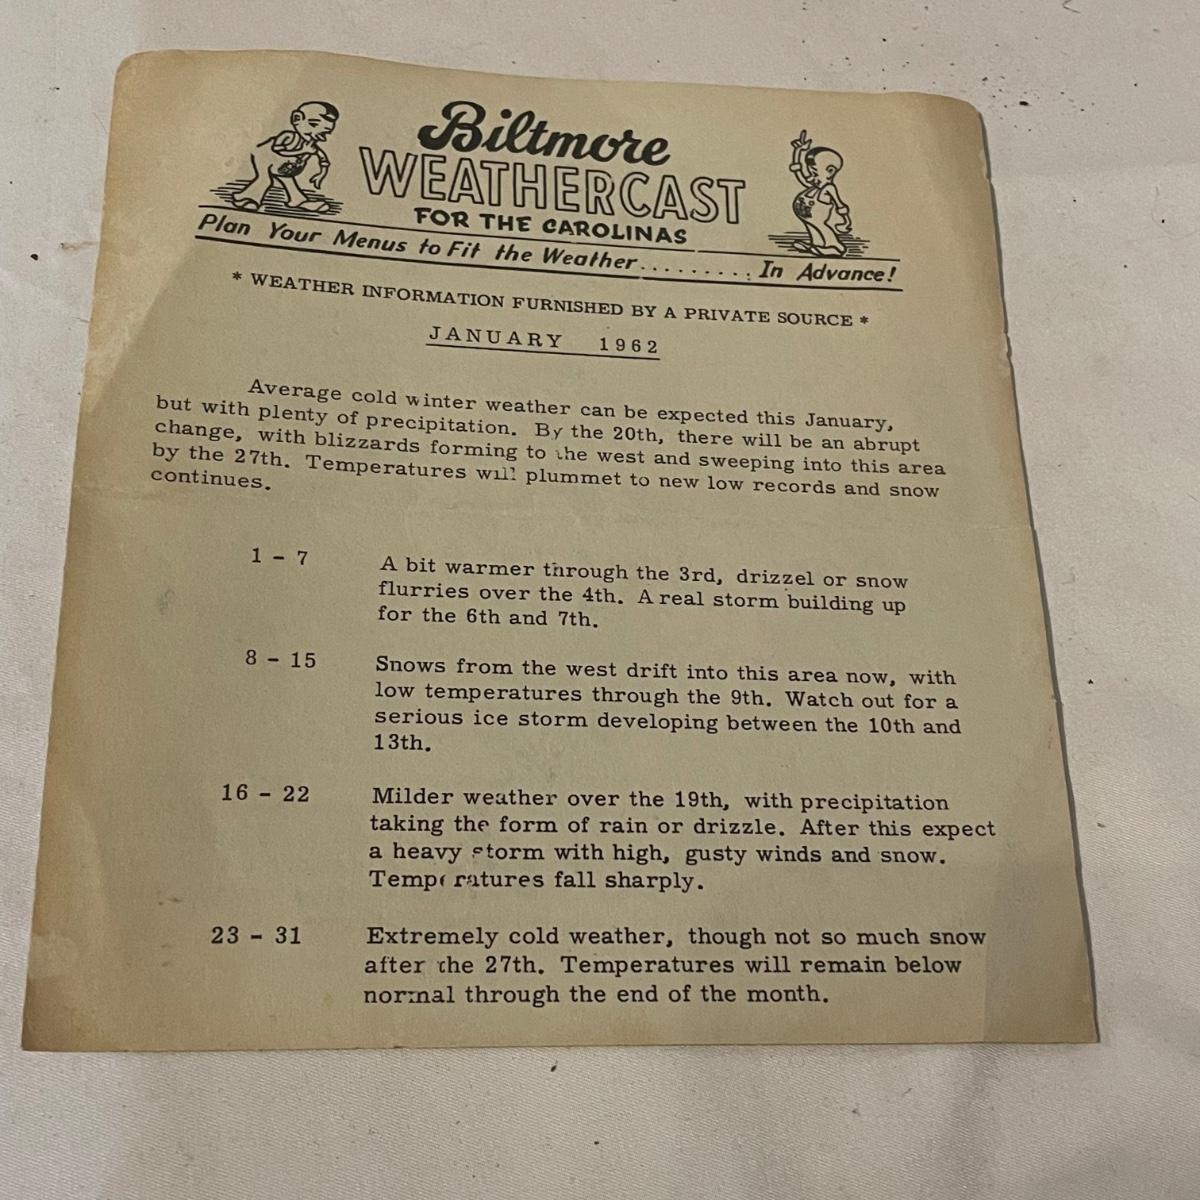 Biltmore
WEATHERCAST
FOR THE CAROLINAS
Plan Your Menus to Fit the Weather.......... In Advance!
* WEATHER INFORMATION FURNISHED BY A PRIVATE SOURCE *
JANUARY 1962
Average cold winter weather can be expected this January,
but with plenty of precipitation. By the 20th, there will be an abrupt
change, with blizzards forming to the west and sweeping into this area
by the 27th. Temperatures will plummet to new low records and snow
continues.
1 - 7 A bit warmer through the 3rd, drizzel or snow
flurries over the 4th. A real storm building up
for the 6th and 7th.
8 - 15 Snows from the west drift into this area now, with
low temperatures through the 9th. Watch out for a
serious ice storm developing between the 10th and
13th.
16 - 22 Milder weather over the 19th, with precipitation
taking the form of rain or drizzle. After this expect
a heavy storm with high, gusty winds and snow.
Temperatures fall sharply.
23 - 31 Extremely cold weather, though not so much snow
after the 27th. Temperatures will remain below
normal through the end of the month.